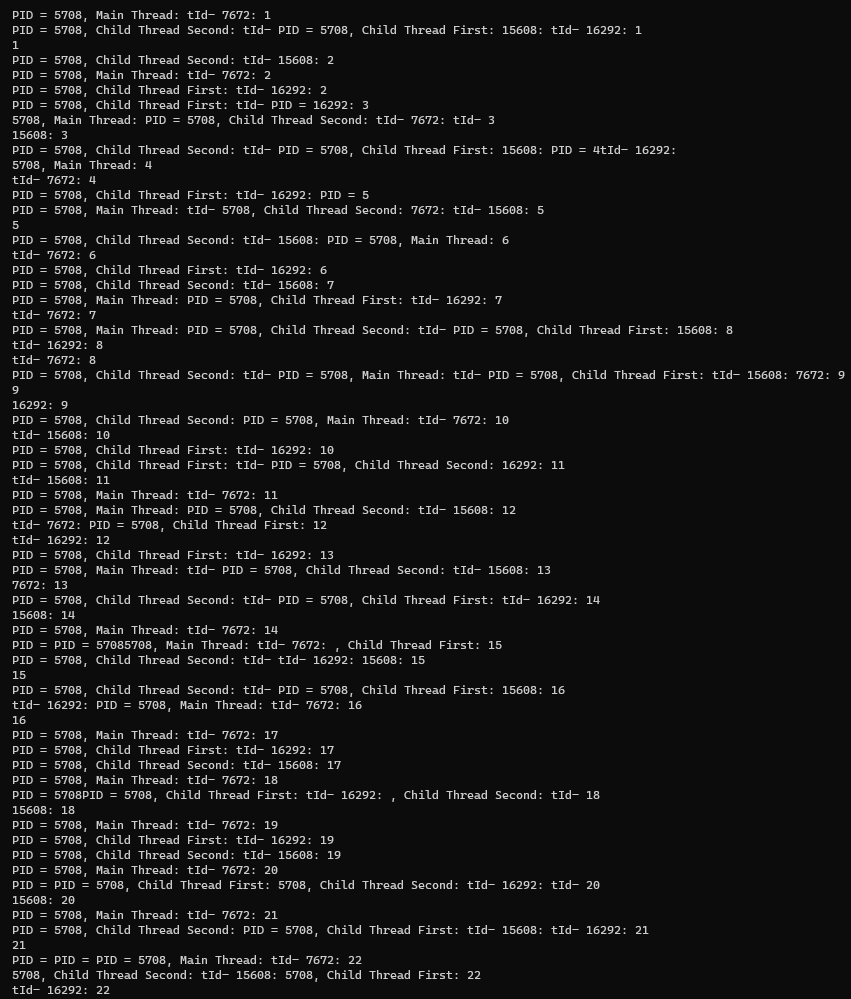 PID = 5708, Main Thread: tId- 7672: 1
PID = 5708, Child Thread Second: tId- PID = 5708, Child Thread First: 15608: tId- 16292: 1
1
PID = 5708, Child Thread Second: tId- 15608: 2
PID = 5708, Main Thread: tId- 7672: 2
PID = 5708, Child Thread First: tId- 16292: 2
PID = 5708, Child Thread First: tId- PID = 16292: 3
5708, Main Thread: PID = 5708, Child Thread Second: tId- 7672: tId- 3
15608: 3
PID = 5708, Child Thread Second: tId- PID = 5708, Child Thread First: 15608: PID = 4tId- 16292:
5708, Main Thread: 4
tId- 7672: 4
PID = 5708, Child Thread First: tId- 16292: PID = 5
PID = 5708, Main Thread: tId- 5708, Child Thread Second: 7672: tId- 15608: 5
5
PID = 5708, Child Thread Second: tId- 15608: PID = 5708, Main Thread: 6
tId- 7672: 6
PID = 5708, Child Thread First: tId- 16292: 6
PID = 5708, Child Thread Second: tId- 15608: 7
PID = 5708, Main Thread: PID = 5708, Child Thread First: tId- 16292: 7
tId- 7672: 7
PID = 5708, Main Thread: PID = 5708, Child Thread Second: tId- PID = 5708, Child Thread First: 15608: 8
tId- 16292: 8
tId- 7672: 8
PID = 5708, Child Thread Second: tId- PID = 5708, Main Thread: tId- PID = 5708, Child Thread First: tId- 15608: 7672: 9
9
16292: 9
PID = 5708, Child Thread Second: PID = 5708, Main Thread: tId- 7672: 10
tId- 15608: 10
PID = 5708, Child Thread First: tId- 16292: 10
PID = 5708, Child Thread First: tId- PID = 5708, Child Thread Second: 16292: 11
tId- 15608: 11
PID = 5708, Main Thread: tId- 7672: 11
PID = 5708, Main Thread: PID = 5708, Child Thread Second: tId- 15608: 12
tId- 7672: PID = 5708, Child Thread First: 12
tId- 16292: 12
PID = 5708, Child Thread First: tId- 16292: 13
PID = 5708, Main Thread: tId- PID = 5708, Child Thread Second: tId- 15608: 13
7672: 13
PID = 5708, Child Thread Second: tId- PID = 5708, Child Thread First: tId- 16292: 14
15608: 14
PID = 5708, Main Thread: tId- 7672: 14
PID = PID = 57085708, Main Thread: tId- 7672: , Child Thread First: 15
PID = 5708, Child Thread Second: tId- tId- 16292: 15608: 15
15
PID = 5708, Child Thread Second: tId- PID = 5708, Child Thread First: 15608: 16
tId- 16292: PID = 5708, Main Thread: tId- 7672: 16
16
PID = 5708, Main Thread: tId- 7672: 17
PID = 5708, Child Thread First: tId- 16292: 17
PID = 5708, Child Thread Second: tId- 15608: 17
PID = 5708, Main Thread: tId- 7672: 18
PID = 5708PID = 5708, Child Thread First: tId- 16292: , Child Thread Second: tId- 18
15608: 18
PID = 5708, Main Thread: tId- 7672: 19
PID = 5708, Child Thread First: tId- 16292: 19
PID = 5708, Child Thread Second: tId- 15608: 19
PID = 5708, Main Thread: tId- 7672: 20
PID = PID = 5708, Child Thread First: 5708, Child Thread Second: tId- 16292: tId- 20
15608: 20
PID = 5708, Main Thread: tId- 7672: 21
PID = 5708, Child Thread Second: PID = 5708, Child Thread First: tId- 15608: tId- 16292: 21
21
PID = PID = PID = 5708, Main Thread: tId- 7672: 22
5708, Child Thread Second: tId- 15608: 5708, Child Thread First: 22
tId- 16292: 22